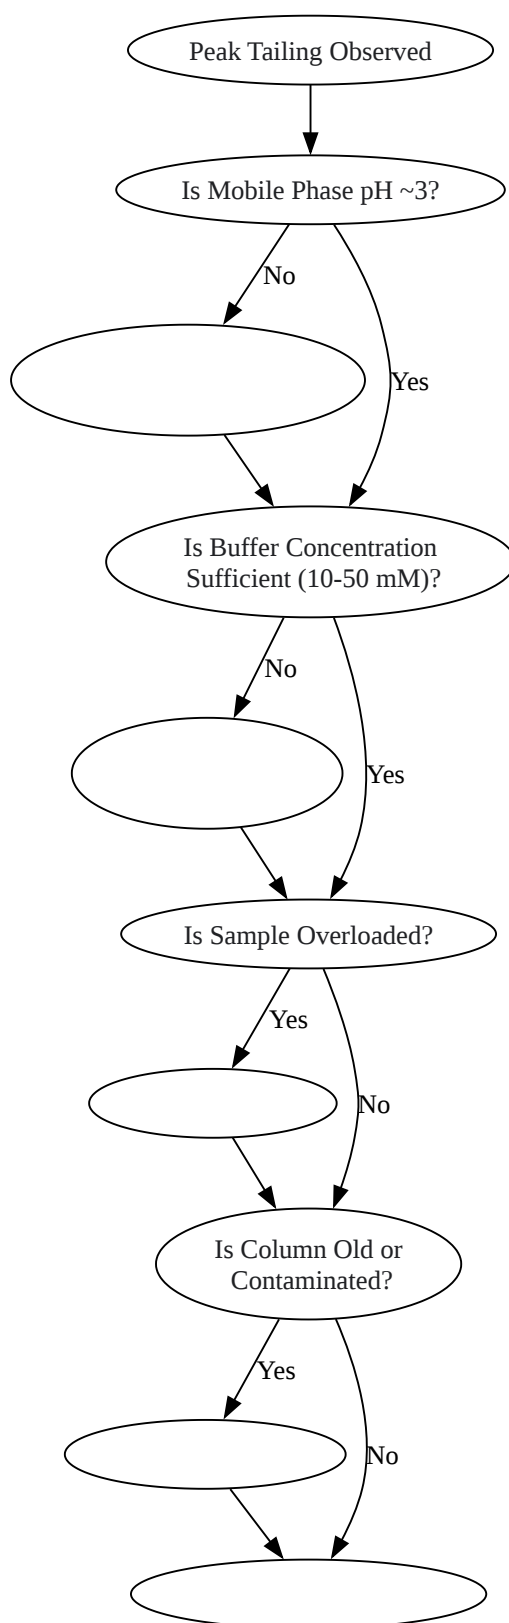 Peak Tailing Observed
Is Mobile Phase pH ~3?
No
Yes
Is Buffer Concentration
Sufficient (10-50 mM)?
No
Yes
Is Sample Overloaded?
Yes
No
Is Column Old or
Contaminated?
Yes
No